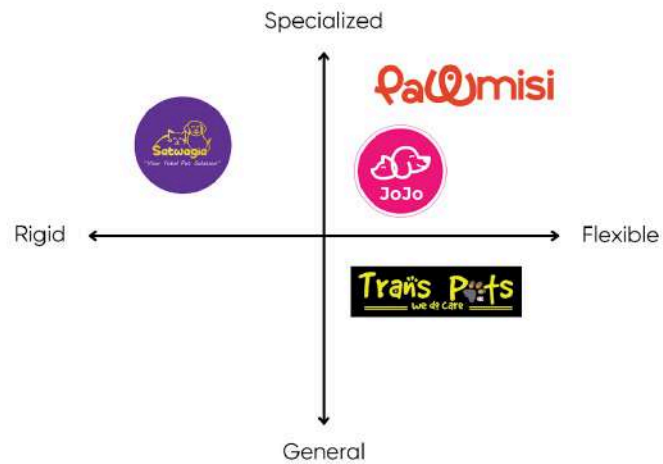 Specialized
Pawmisi
Satwagia
"Your Total Pet Solution"
JoJo
Rigid
Flexible
Trans Pets
we do care
General